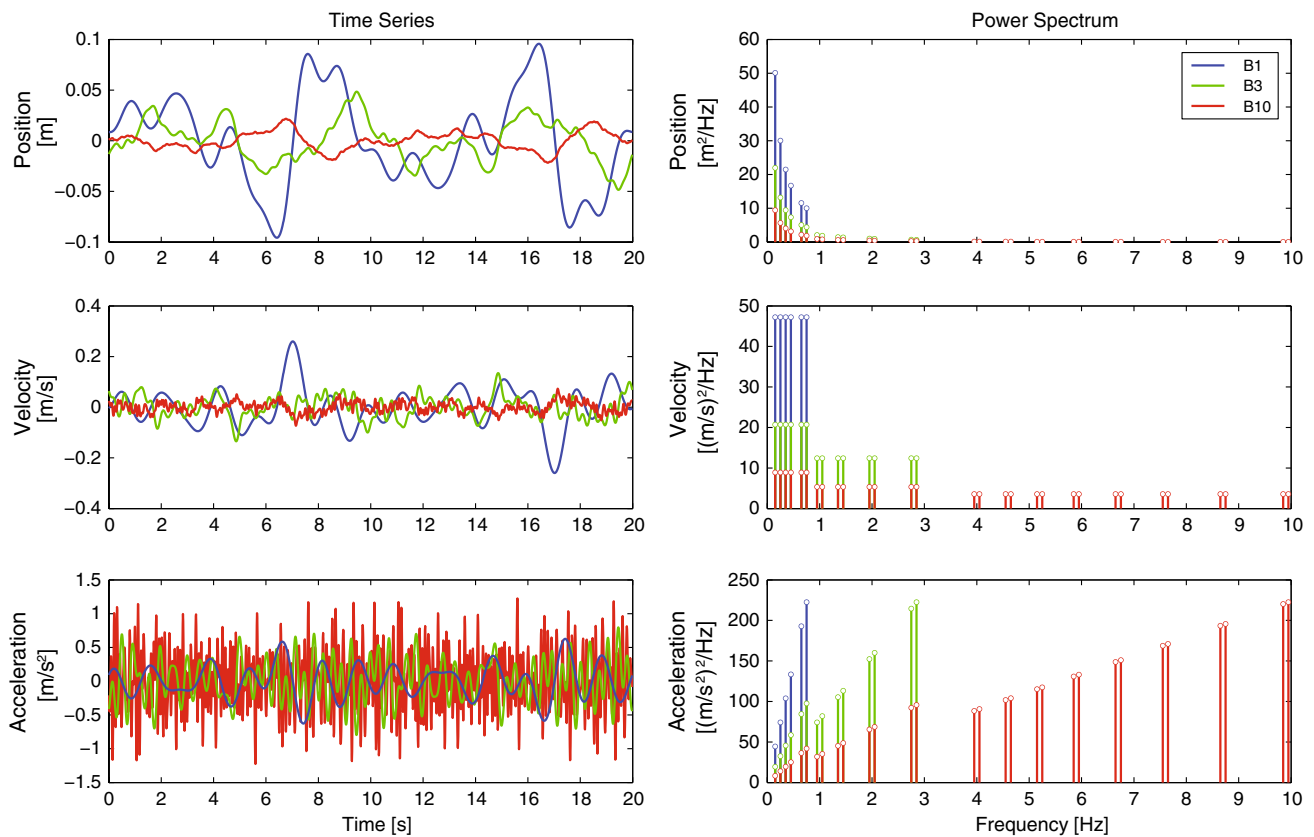 Time Series
Power Spectrum
Position
[m]
0.1
0.05
0
−0.05
−0.1
0 2 4 6 8 10 12 14 16 18 20
Position
[m²/Hz]
60
50
40
30
20
10
0
0 1 2 3 4 5 6 7 8 9 10
B1
B3
B10
Velocity
[m/s]
0.4
0.2
0
−0.2
−0.4
0 2 4 6 8 10 12 14 16 18 20
Velocity
[(m/s)²/Hz]
50
40
30
20
10
0
0 1 2 3 4 5 6 7 8 9 10
Acceleration
[m/s²]
1.5
1
0.5
0
−0.5
−1
−1.5
0 2 4 6 8 10 12 14 16 18 20
Time [s]
Acceleration
[(m/s²)²/Hz]
250
200
150
100
50
0
0 1 2 3 4 5 6 7 8 9 10
Frequency [Hz]